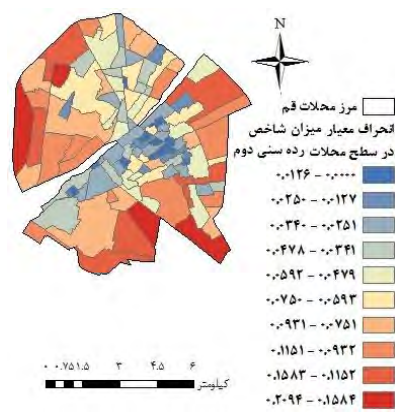 N
مرز محلات قم
انحراف معیار میزان شاخص
در سطح محلات رده سنی دوم
۰.۰۱۲۶ – ۰.۰۰۰۰
۰.۰۲۵۰ – ۰.۰۱۲۷
۰.۰۳۴۰ – ۰.۰۲۵۱
۰.۰۴۷۸ – ۰.۰۳۴۱
۰.۰۵۹۲ – ۰.۰۴۷۹
۰.۰۷۵۰ – ۰.۰۵۹۳
۰.۰۹۳۱ – ۰.۰۷۵۱
۰.۱۱۵۱ – ۰.۰۹۳۲
۰.۱۵۸۳ – ۰.۱۱۵۲
۰.۲۰۹۴ – ۰.۱۵۸۴
۰ ۰.۷۵ ۱.۵ ۳ ۴.۵ ۶
کیلومتر